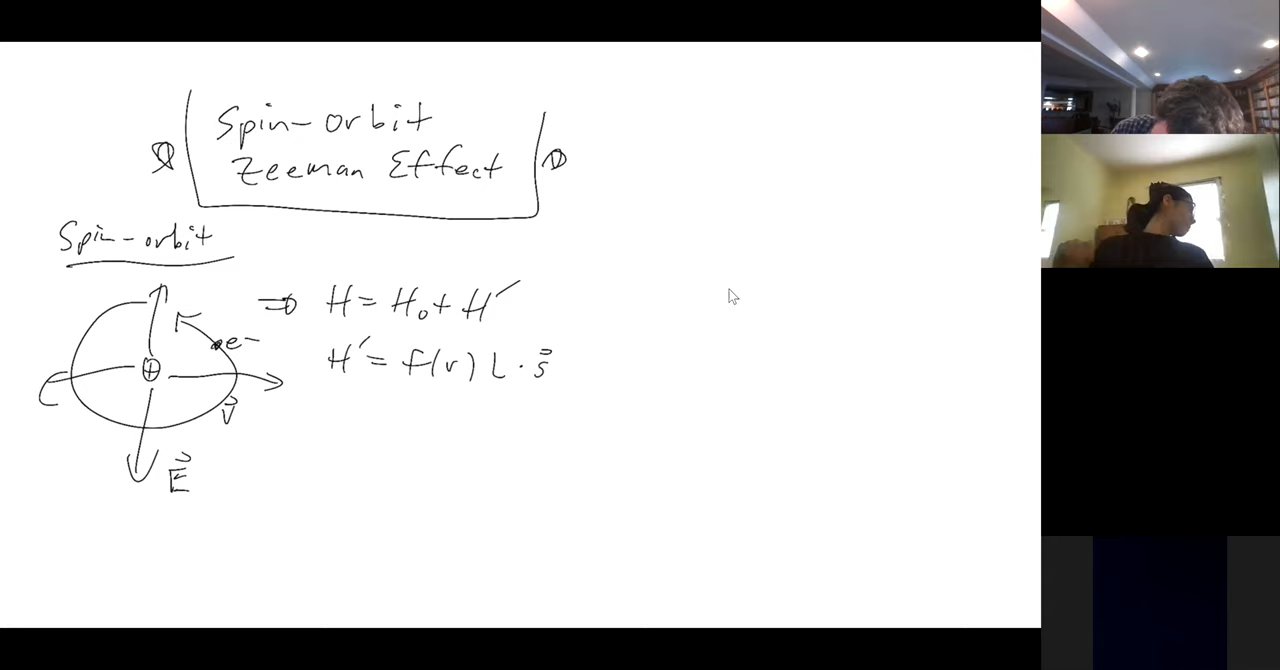 Spin-orbit
Zeeman Effect
Spin-orbit
⇒ H = H₀ + H′
e⁻
H′ = f(r) L · s⃗
v⃗
E⃗